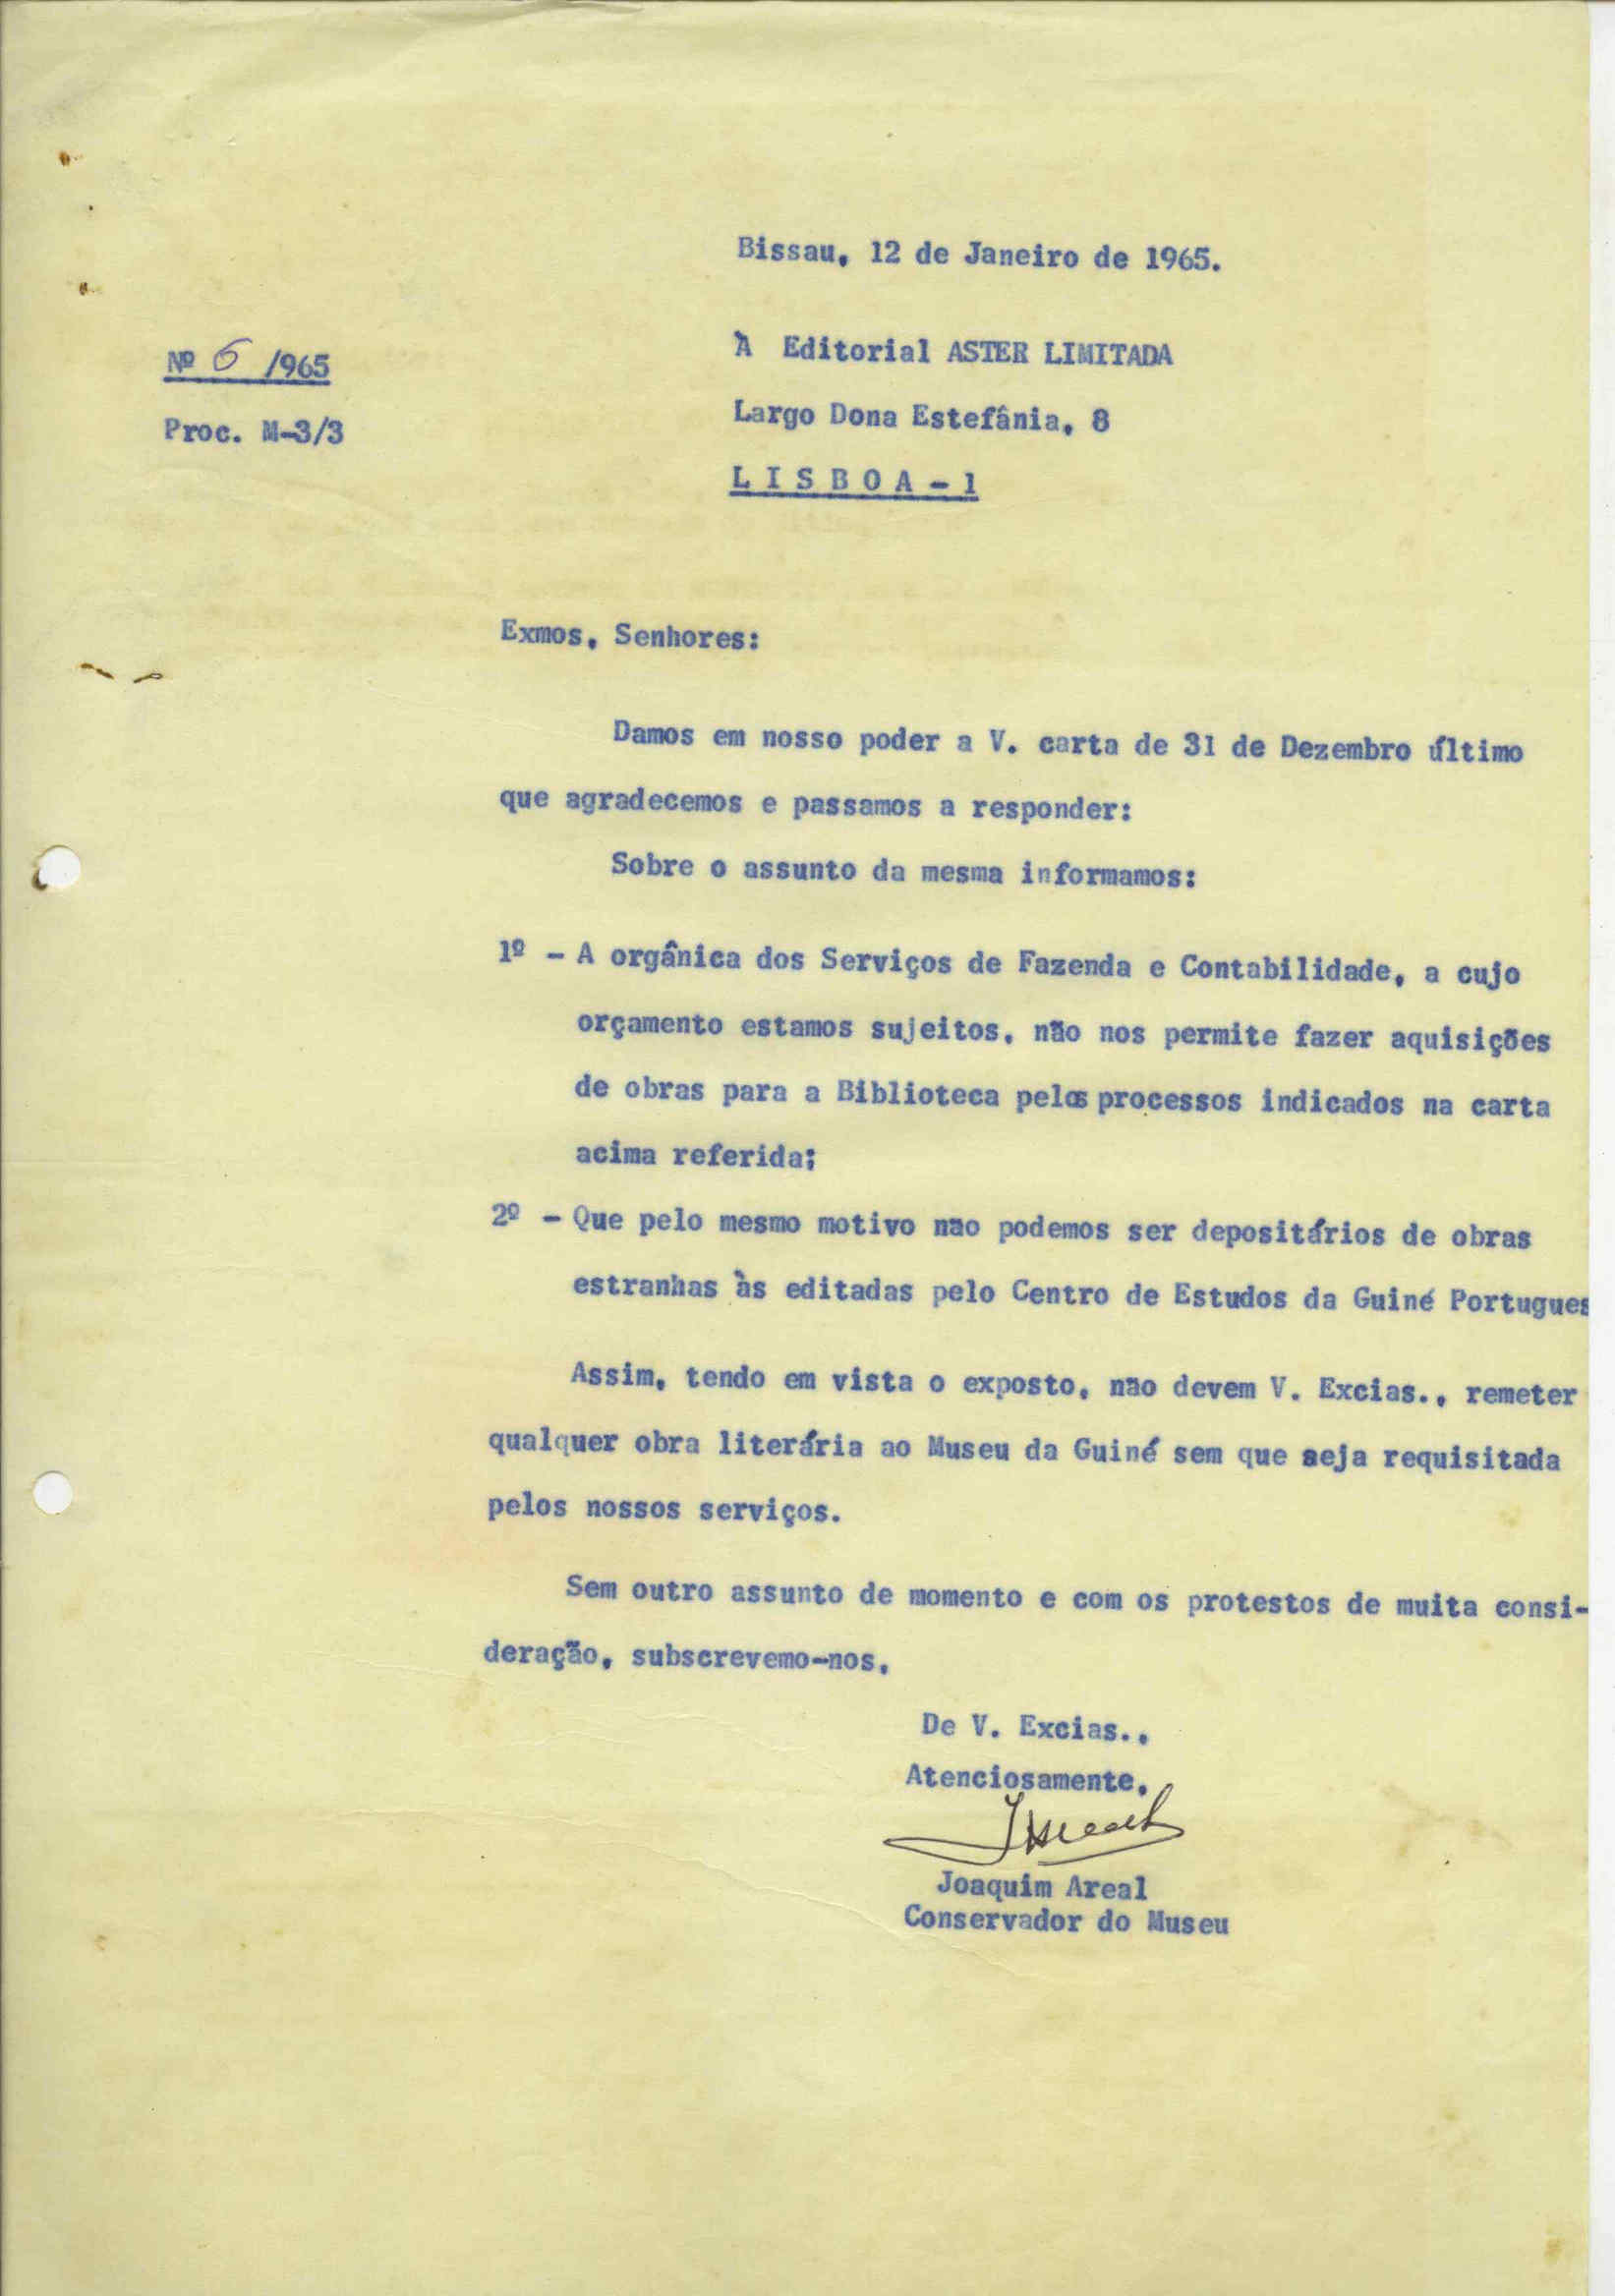 Bissau, 12 de Janeiro de 1965.
À Editorial ASTER LIMITADA
Nº 6 /965
Largo Dona Estefânia, 8
Proc. M-3/3
LISBOA-1
Exmos, Senhores:
Damos em nosso poder a V. carta de 31 de Dezembro último
que agradecemos e passamos a responder:
Sobre o assunto da mesma informamos:
1º - A orgânica dos Serviços de Fazenda e Contabilidade, a cujo
orçamento estamos sujeitos, não nos permite fazer aquisições
de obras para a Biblioteca pelos processos indicados na carta
acima referida;
2º - Que pelo mesmo motivo nao podemos ser depositários de obras
estranhas às editadas pelo Centro de Estudos da Guiné Portugues
Assim, tendo em vista o exposto, nao devem V. Excias., remeter
qualquer obra literária ao Museu da Guiné sem que seja requisitada
pelos nossos serviços.
Sem outro assunto de momento e com os protestos de muita consi-
deração, subscrevemo-nos,
De V. Excias.,
Atenciosamente,
Joaquim Areal
Conservador do Museu